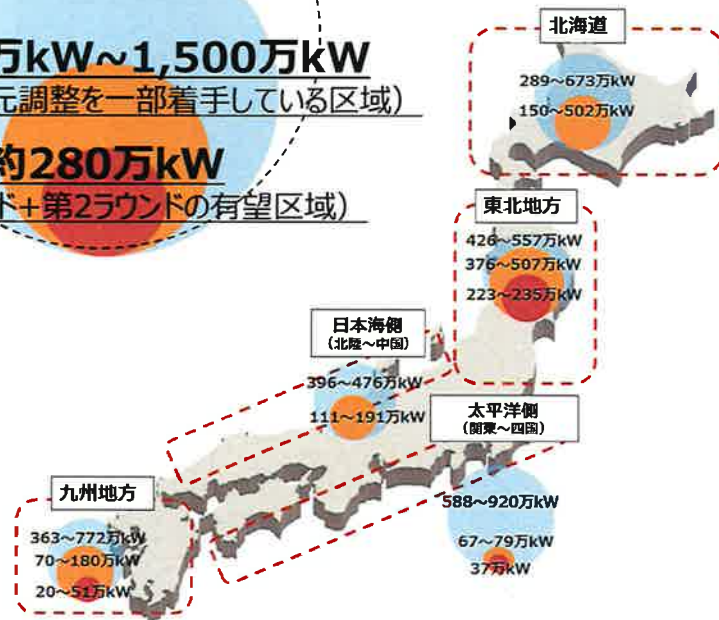 万kW~1,500万kW
元調整を一部着手している区域)
約280万kW
ド+第2ラウンドの有望区域)
北海道
289~673万kW
150~502万kW
東北地方
426~557万kW
376~507万kW
223~235万kW
日本海側
(北陸~中国)
396~476万kW
111~191万kW
太平洋側
(関東~四国)
588~920万kW
67~79万kW
37万kW
九州地方
363~772万kW
70~180万kW
20~51万kW